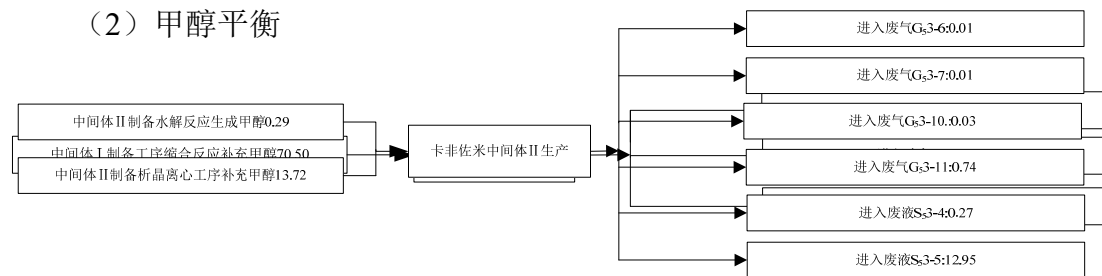 （2）甲醇平衡
进入废气G₅3-6:0.01
进入废气G₅3-7:0.01
中间体Ⅱ制备水解反应生成甲醇0.29
进入废气G₅3-10.:0.03
中间体Ⅰ制备工序缩合反应补充甲醇70.50
卡非佐米中间体Ⅱ生产
进入废气G₅3-11:0.74
中间体Ⅱ制备析晶离心工序补充甲醇13.72
进入废液S₅3-4:0.27
进入废液S₅3-5:12.95